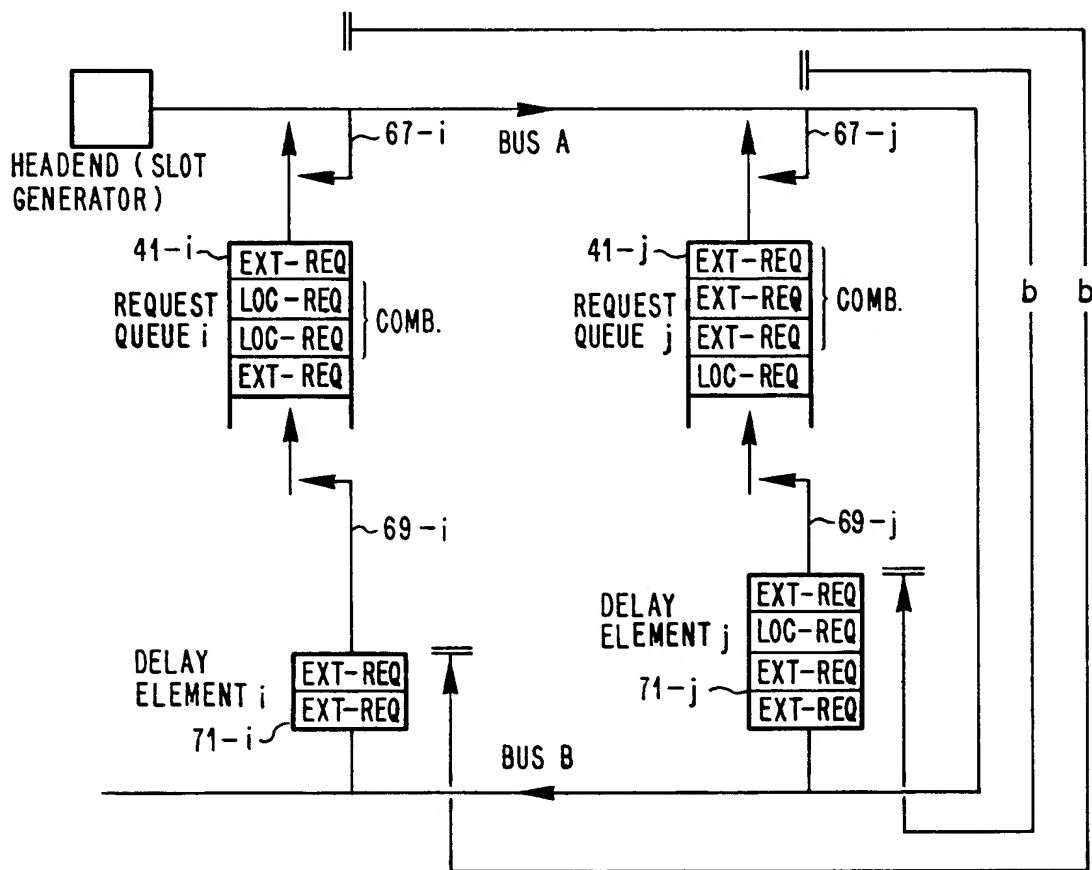 HEADEND (SLOT
GENERATOR)
BUS A
67-i
67-j
41-i
EXT-REQ
LOC-REQ
LOC-REQ
EXT-REQ
REQUEST
QUEUE i
COMB.
41-j
EXT-REQ
EXT-REQ
EXT-REQ
LOC-REQ
REQUEST
QUEUE j
COMB.
b
b
69-i
69-j
DELAY
ELEMENT i
71-i
EXT-REQ
EXT-REQ
DELAY
ELEMENT j
71-j
EXT-REQ
LOC-REQ
EXT-REQ
EXT-REQ
BUS B